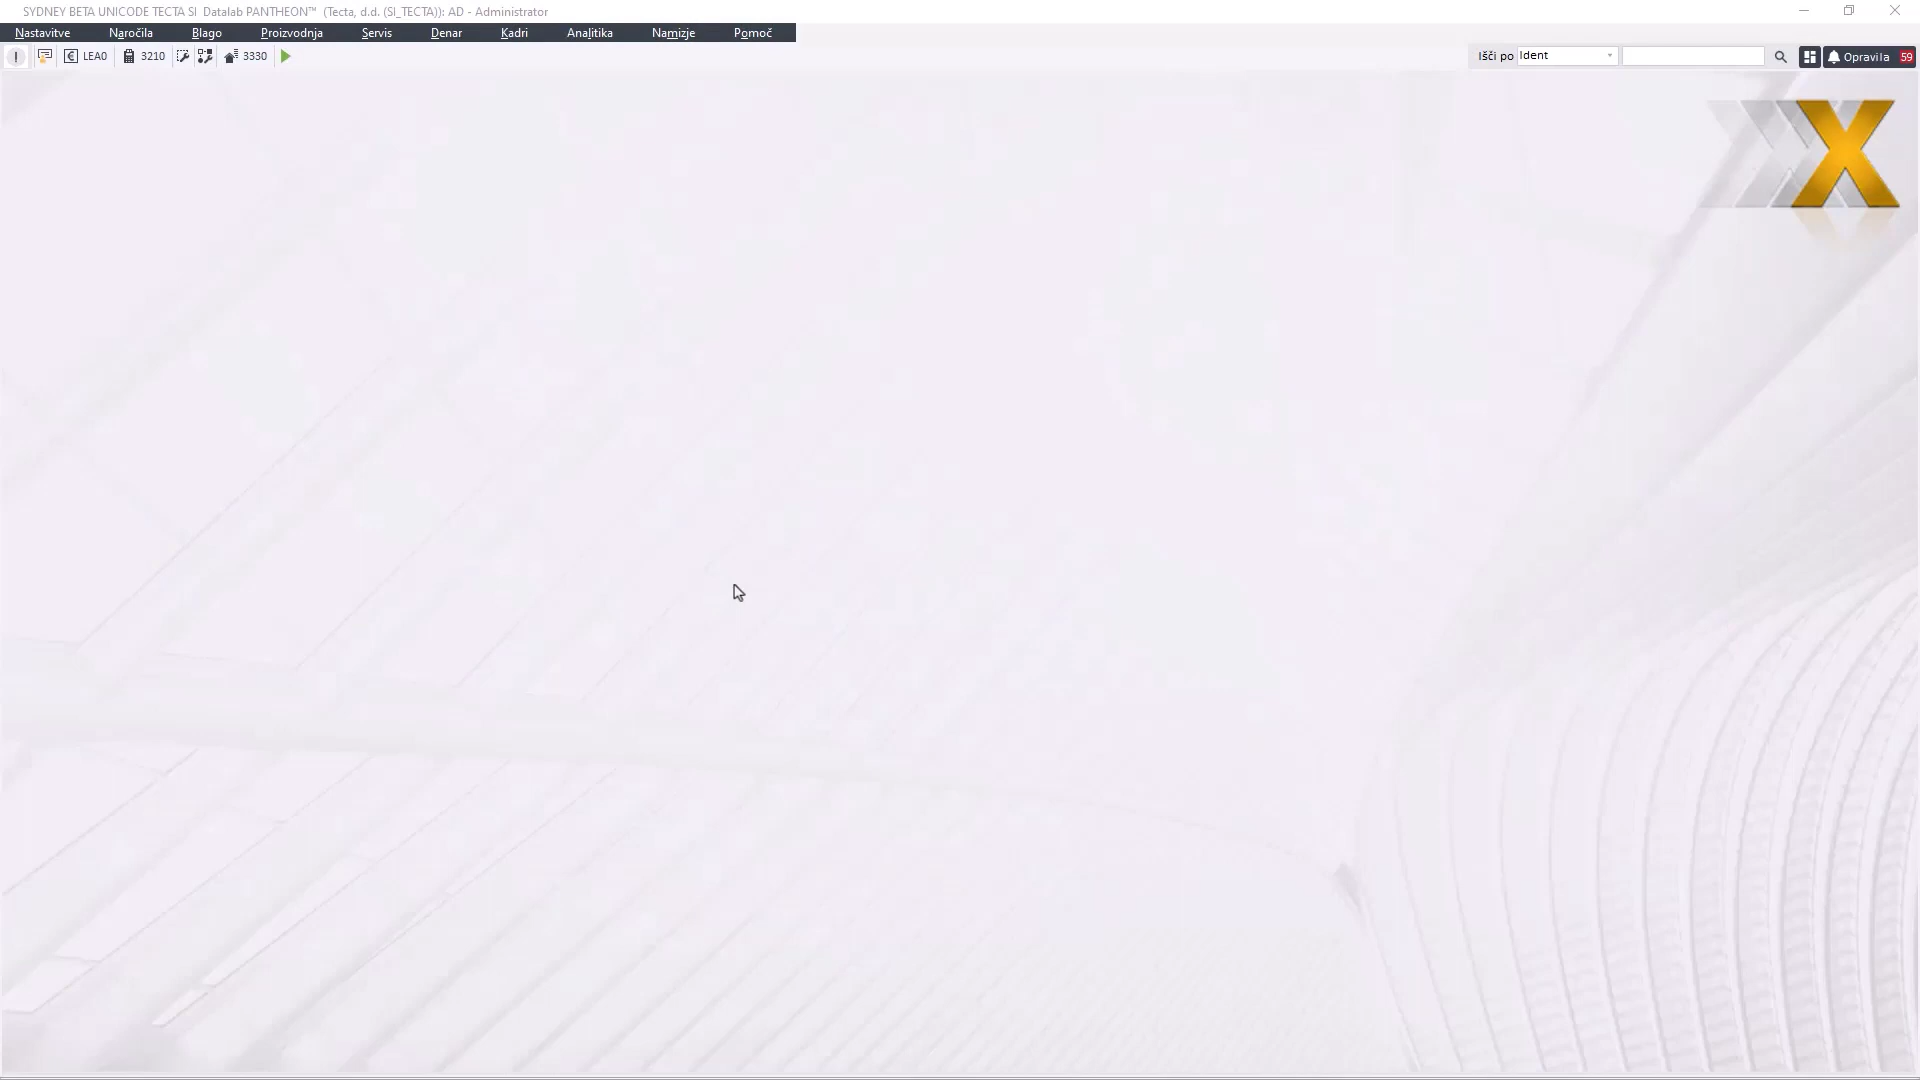 SYDNEY BETA UNICODE TECTA SI Datalab PANTHEON™ (Tecta, d.d. (SI_TECTA)): AD - Administrator
Nastavitve Naročila Blago Proizvodnja Servis Denar Kadri Analitika Namizje Pomoč
LEA0 3210 3330 Išči po Ident Opravila 59
X